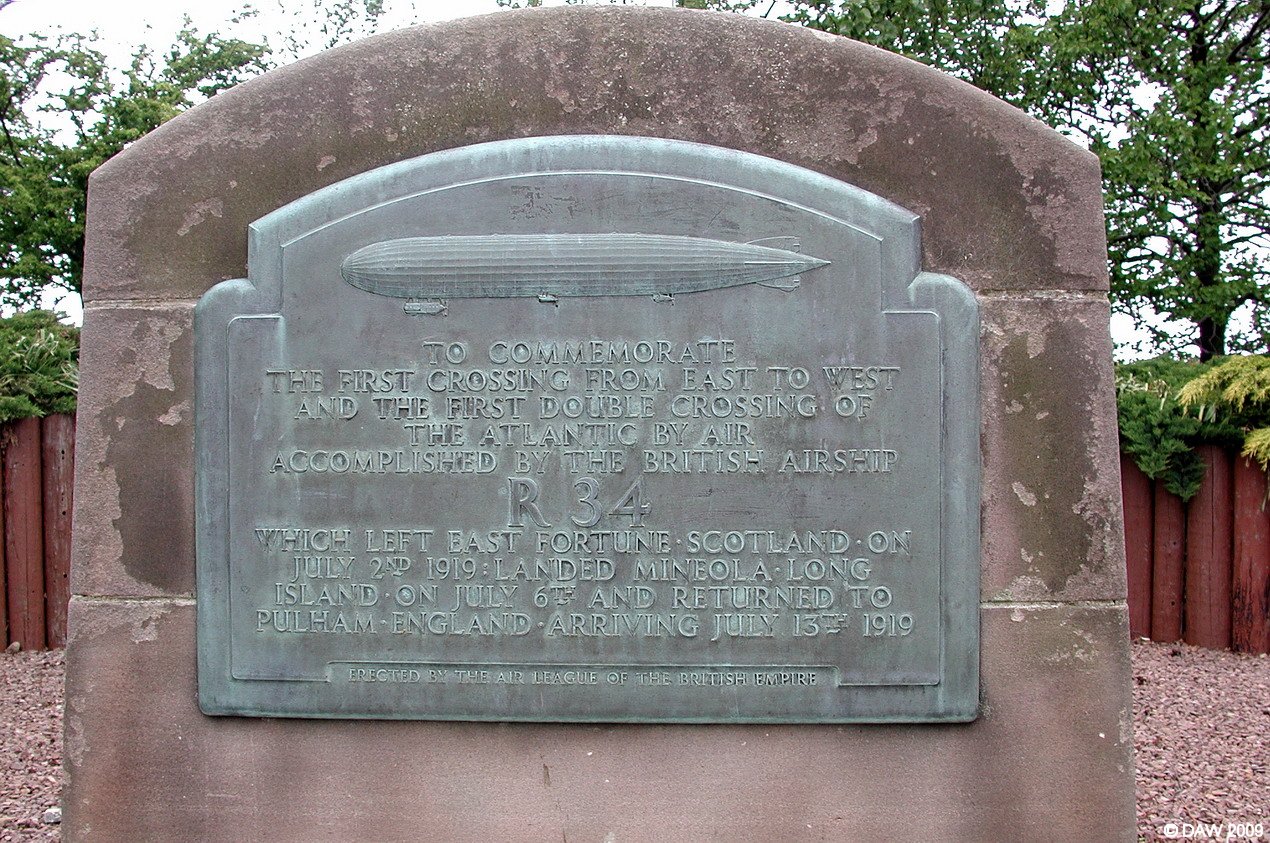 TO COMMEMORATE
THE FIRST CROSSING FROM EAST TO WEST
AND THE FIRST DOUBLE CROSSING OF
THE ATLANTIC BY AIR
ACCOMPLISHED BY THE BRITISH AIRSHIP
R 34
WHICH LEFT EAST FORTUNE · SCOTLAND · ON
JULY 2ND 1919 : LANDED MINEOLA · LONG
ISLAND · ON JULY 6TH AND RETURNED TO
PULHAM · ENGLAND · ARRIVING JULY 13TH 1919
ERECTED BY THE AIR LEAGUE OF THE BRITISH EMPIRE
© DAW 2009